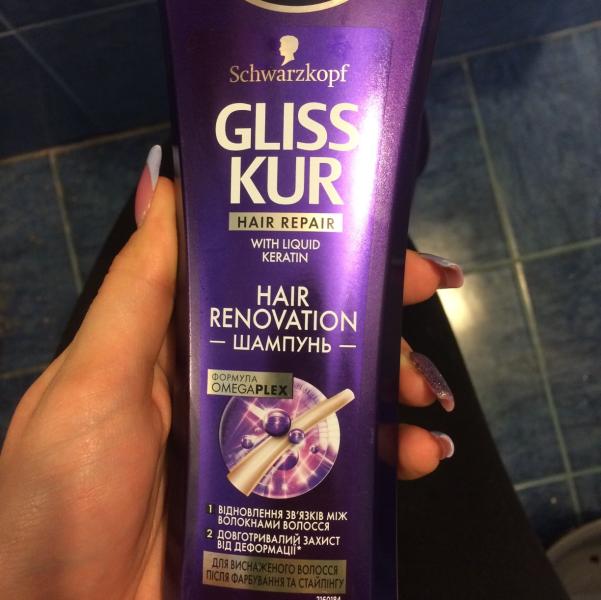 Schwarzkopf
GLISS
KUR
HAIR REPAIR
WITH LIQUID
KERATIN
HAIR
RENOVATION
— ШАМПУНЬ —
ФОРМУЛА
OMEGAPLEX
1 ВІДНОВЛЕННЯ ЗВ'ЯЗКІВ МІЖ
ВОЛОКНАМИ ВОЛОССЯ
2 ДОВГОТРИВАЛИЙ ЗАХИСТ
ВІД ДЕФОРМАЦІЇ*
ДЛЯ ВИСНАЖЕНОГО ВОЛОССЯ
ПІСЛЯ ФАРБУВАННЯ ТА СТАЙЛІНГУ